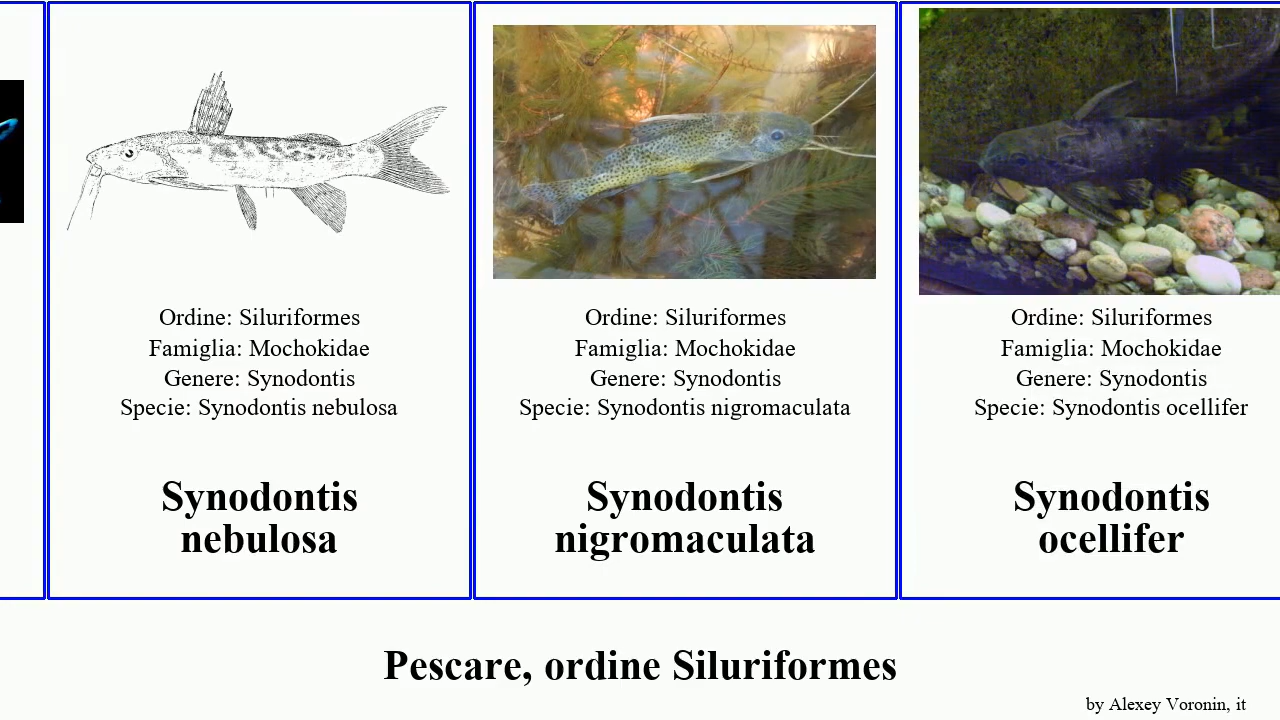 Ordine: Siluriformes
Famiglia: Mochokidae
Genere: Synodontis
Specie: Synodontis nebulosa
Synodontis
nebulosa
Ordine: Siluriformes
Famiglia: Mochokidae
Genere: Synodontis
Specie: Synodontis nigromaculata
Synodontis
nigromaculata
Ordine: Siluriformes
Famiglia: Mochokidae
Genere: Synodontis
Specie: Synodontis ocellifer
Synodontis
ocellifer
Pescare, ordine Siluriformes
by Alexey Voronin, it